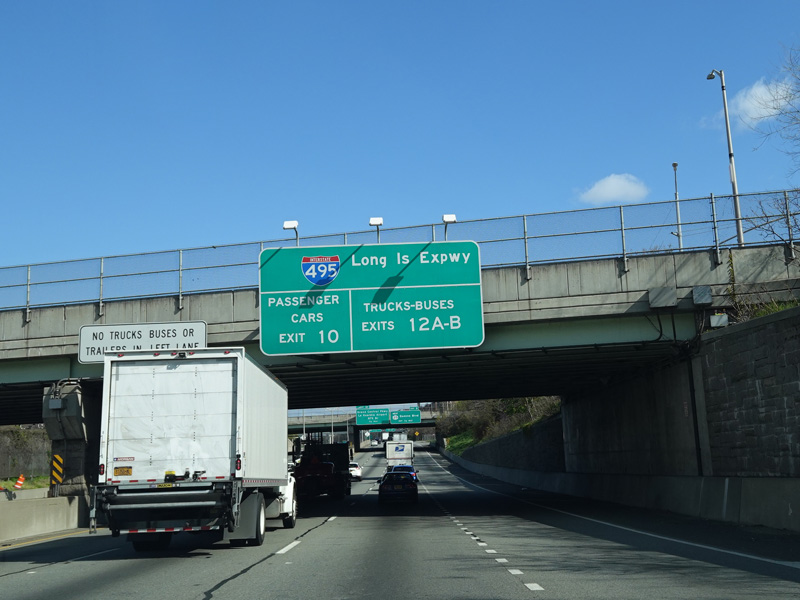 INTERSTATE
495
Long Is Expwy
PASSENGER
CARS
EXIT 10
TRUCKS-BUSES
EXITS 12A-B
NO TRUCKS BUSES OR
TRAILERS IN LEFT LANE